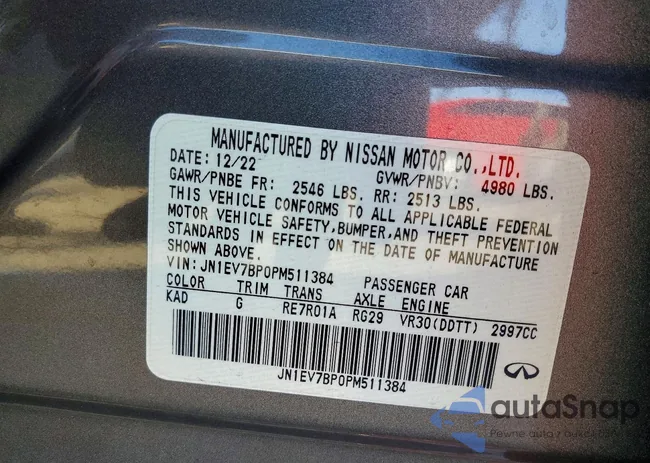 MANUFACTURED BY NISSAN MOTOR CO.,LTD.
DATE: 12/22 GVWR/PNBV: 4980 LBS.
GAWR/PNBE FR: 2546 LBS. RR: 2513 LBS.
THIS VEHICLE CONFORMS TO ALL APPLICABLE FEDERAL
MOTOR VEHICLE SAFETY,BUMPER,AND THEFT PREVENTION
STANDARDS IN EFFECT ON THE DATE OF MANUFACTURE
SHOWN ABOVE.
VIN: JN1EV7BP0PM511384 PASSENGER CAR
COLOR TRIM TRANS AXLE ENGINE
KAD G RE7R01A RG29 VR30(DDTT) 2997CC
JN1EV7BP0PM511384
autaSnap
Pewne auta z aukcji